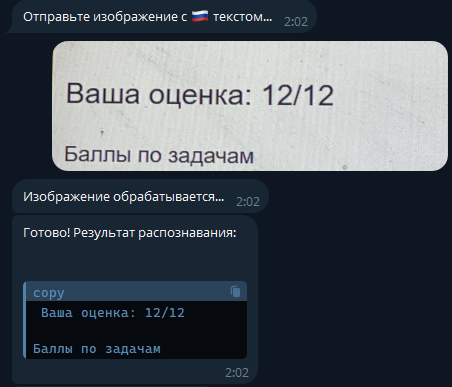 Отправьте изображение с 🇷🇺 текстом...
2:02
Ваша оценка: 12/12
Баллы по задачам
Изображение обрабатывается...
2:02
Готово! Результат распознавания:
copy
Ваша оценка: 12/12
Баллы по задачам
2:02